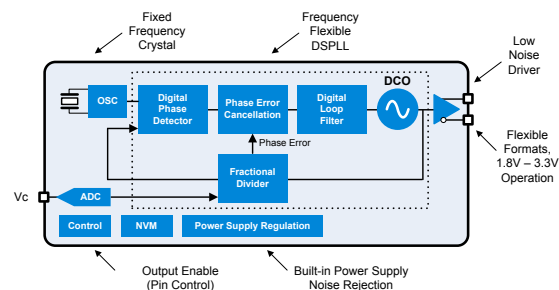 Fixed
Frequency
Crystal
Frequency
Flexible
DSPLL
Low
Noise
Driver
OSC
Digital
Phase
Detector
Phase Error
Cancellation
Digital
Loop
Filter
DCO
Flexible
Formats,
1.8V – 3.3V
Operation
Phase Error
Fractional
Divider
Vc
ADC
Control
NVM
Power Supply Regulation
Output Enable
(Pin Control)
Built-in Power Supply
Noise Rejection